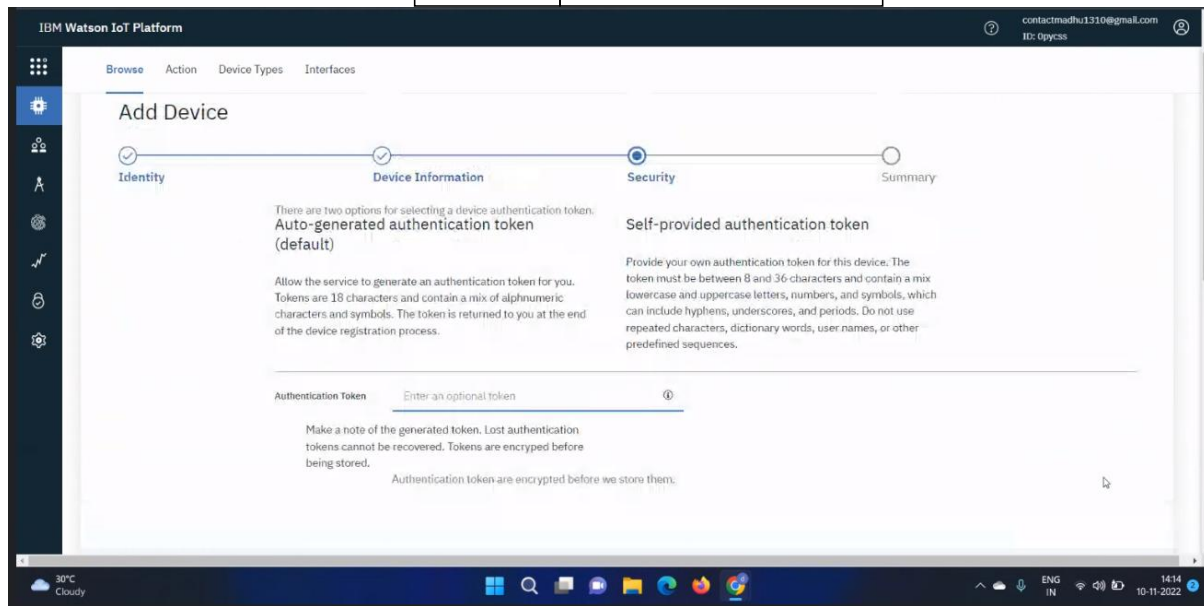 IBM Watson IoT Platform
contactmadhu1310@gmail.com
ID: 0pycss
Browse Action Device Types Interfaces
Add Device
Identity Device Information Security Summary
There are two options for selecting a device authentication token.
Auto-generated authentication token
(default)
Allow the service to generate an authentication token for you.
Tokens are 18 characters and contain a mix of alphnumeric
characters and symbols. The token is returned to you at the end
of the device registration process.
Self-provided authentication token
Provide your own authentication token for this device. The
token must be between 8 and 36 characters and contain a mix
lowercase and uppercase letters, numbers, and symbols, which
can include hyphens, underscores, and periods. Do not use
repeated characters, dictionary words, user names, or other
predefined sequences.
Authentication Token Enter an optional token
Make a note of the generated token. Lost authentication
tokens cannot be recovered. Tokens are encryped before
being stored.
Authentication token are encrypted before we store them.
30°C
Cloudy
ENG
IN
14:14
10-11-2022
2